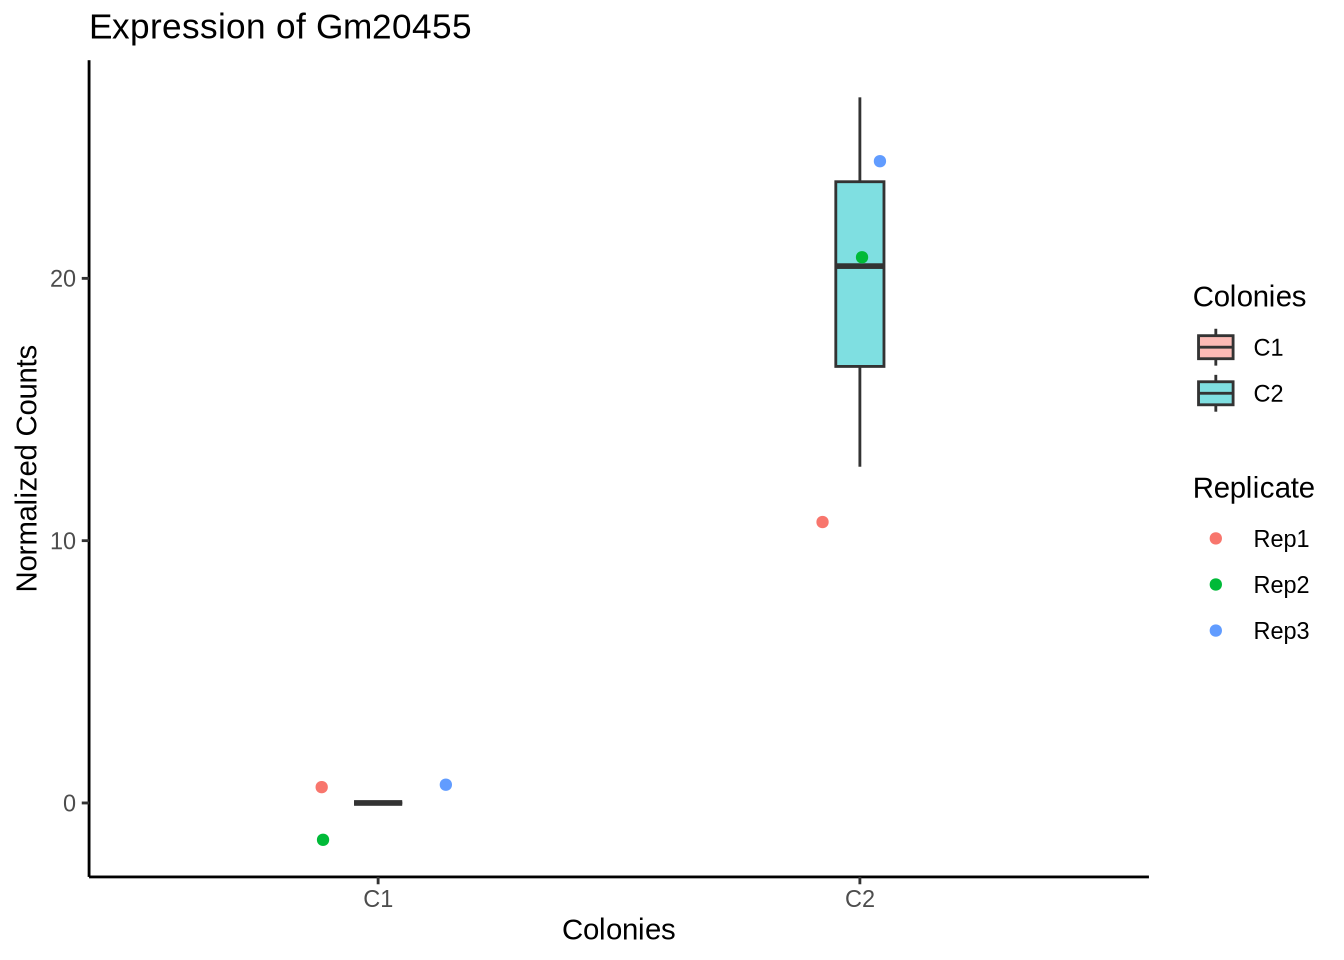 Expression of Gm20455
Normalized Counts
20
10
0
C1
C2
Colonies
Colonies
C1
C2
Replicate
Rep1
Rep2
Rep3